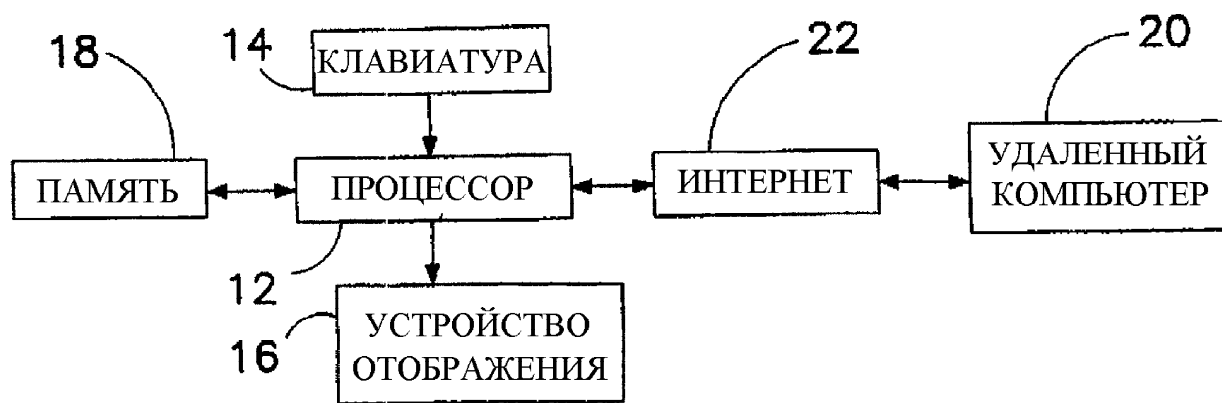 18
14
КЛАВИАТУРА
22
20
ПАМЯТЬ
ПРОЦЕССОР
ИНТЕРНЕТ
УДАЛЕННЫЙ
КОМПЬЮТЕР
12
16
УСТРОЙСТВО
ОТОБРАЖЕНИЯ